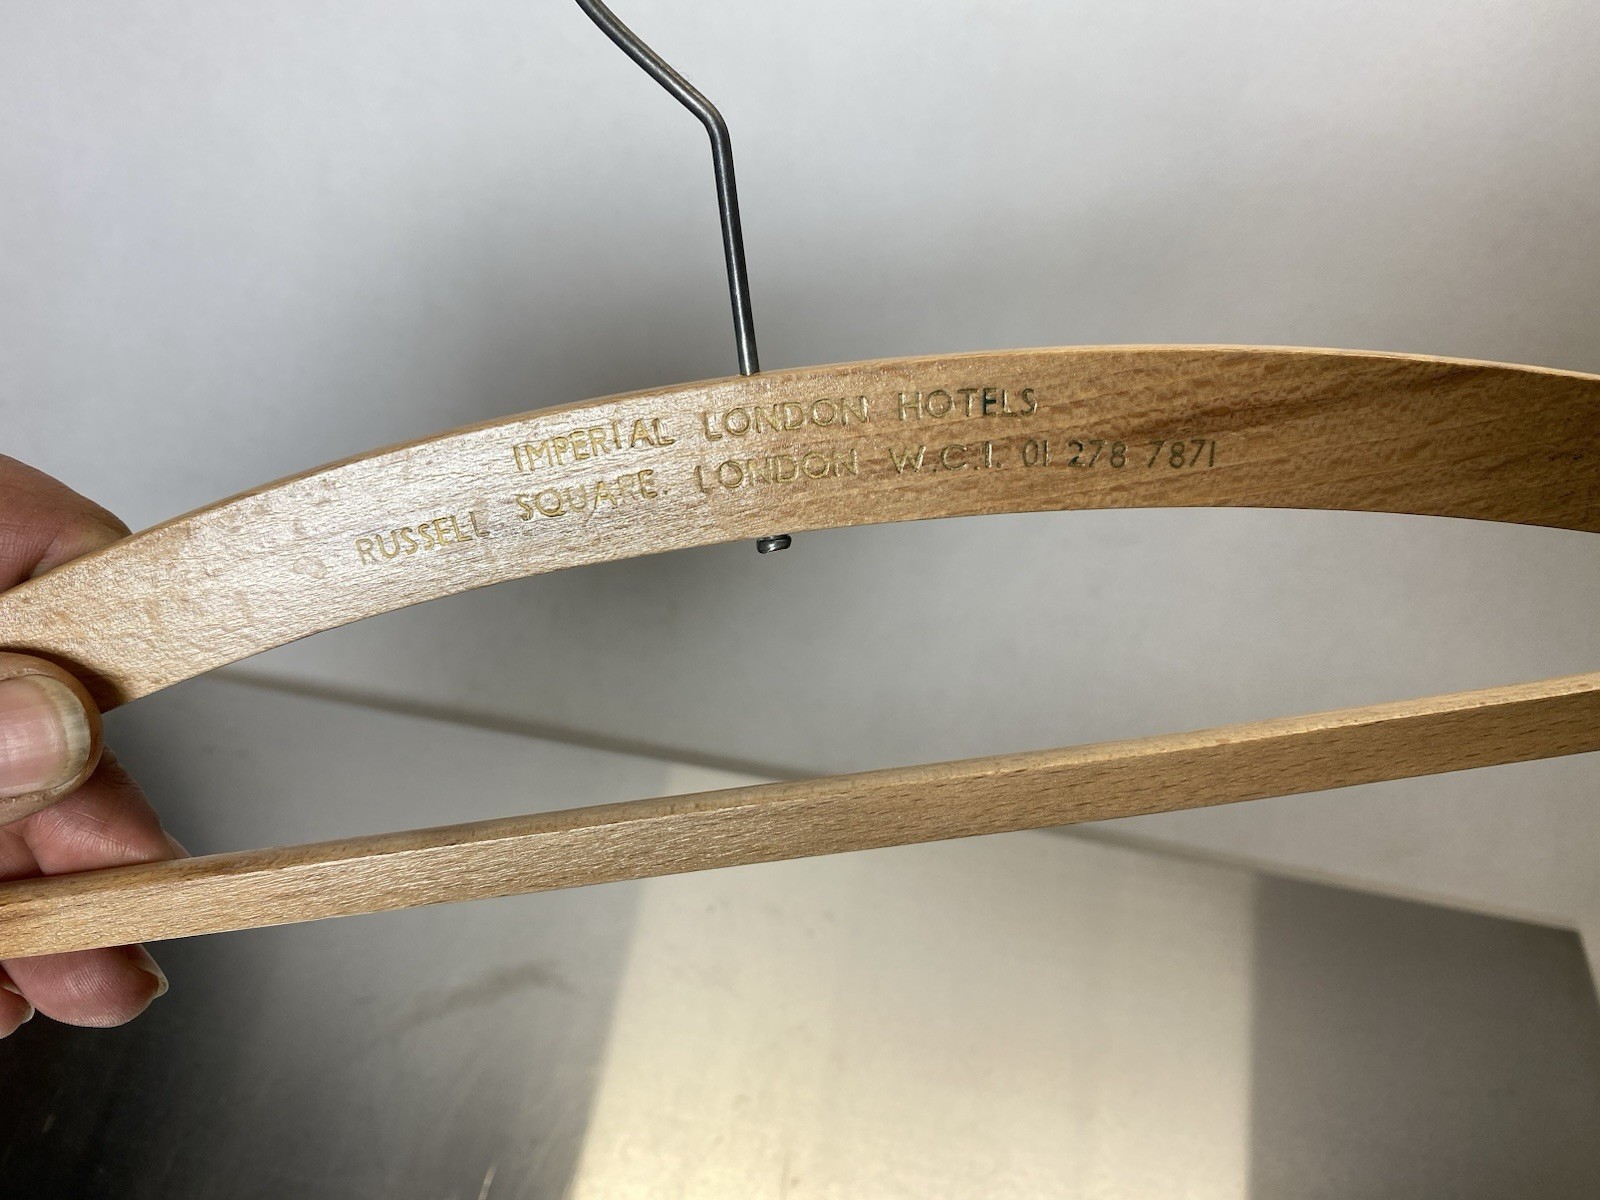 IMPERIAL LONDON HOTELS
RUSSELL SQUARE. LONDON W.C.1. 01 278 7871